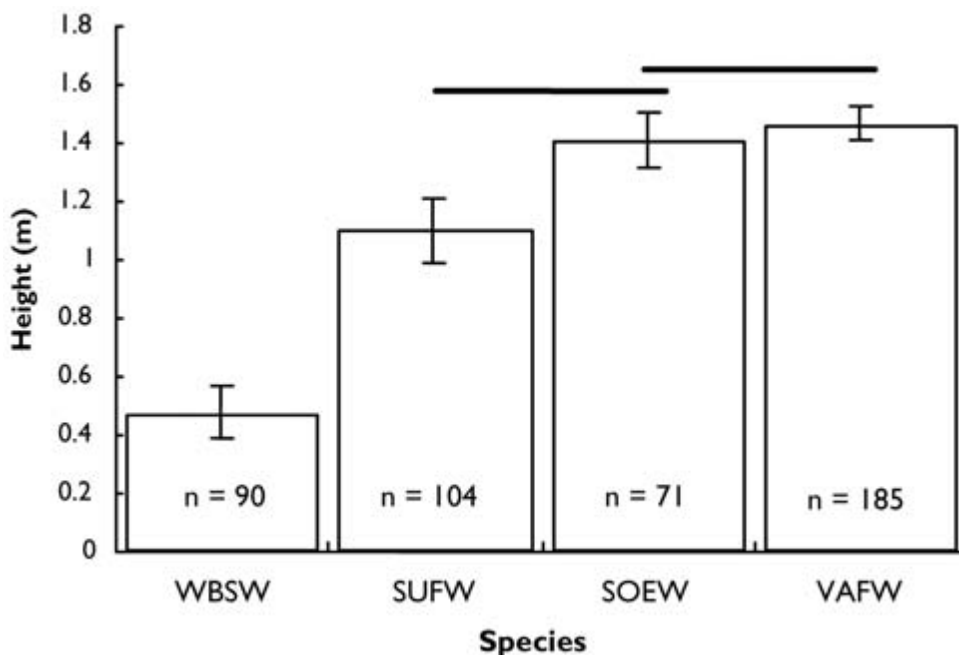 Height (m)
1.8
1.6
1.4
1.2
1
0.8
0.6
0.4
0.2
0
n = 90
n = 104
n = 71
n = 185
WBSW
SUFW
SOEW
VAFW
Species